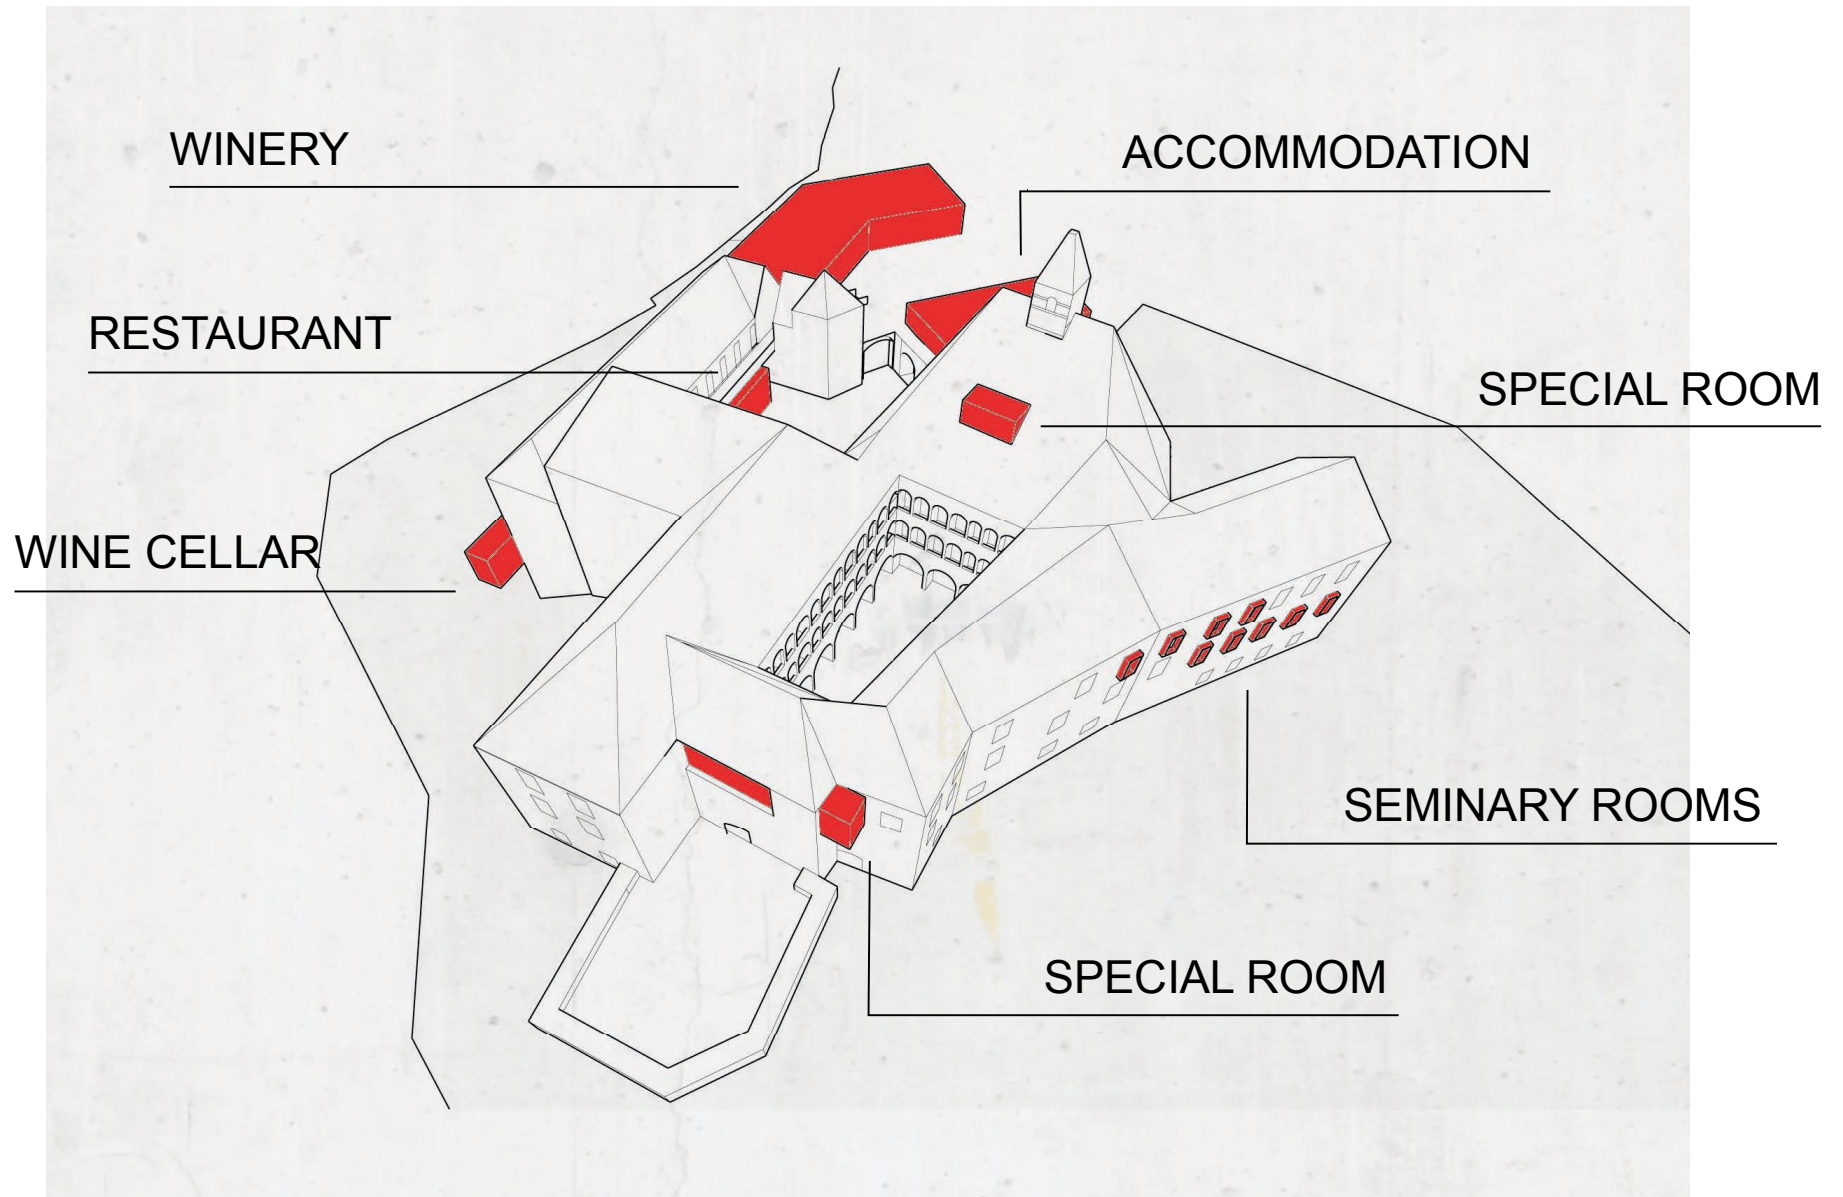 WINERY
ACCOMMODATION
RESTAURANT
SPECIAL ROOM
WINE CELLAR
SEMINARY ROOMS
SPECIAL ROOM